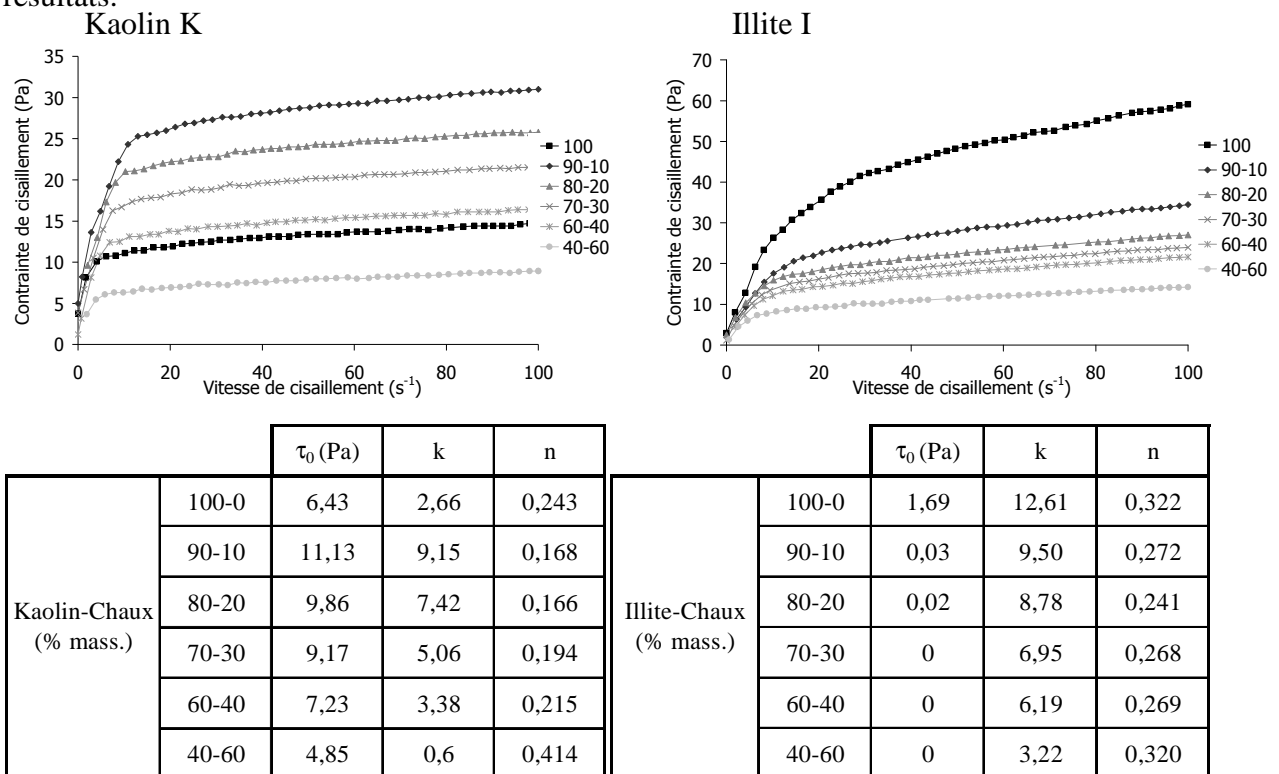 résultats.
Kaolin K
35
30
25
20
15
10
5
0
Contrainte de cisaillement (Pa)
0 20 40 60 80 100
Vitesse de cisaillement (s⁻¹)
100
90-10
80-20
70-30
60-40
40-60
Illite I
70
60
50
40
30
20
10
0
Contrainte de cisaillement (Pa)
0 20 40 60 80 100
Vitesse de cisaillement (s⁻¹)
100
90-10
80-20
70-30
60-40
40-60
τ₀ (Pa) k n
Kaolin-Chaux
(% mass.)
100-0 6,43 2,66 0,243
90-10 11,13 9,15 0,168
80-20 9,86 7,42 0,166
70-30 9,17 5,06 0,194
60-40 7,23 3,38 0,215
40-60 4,85 0,6 0,414
τ₀ (Pa) k n
Illite-Chaux
(% mass.)
100-0 1,69 12,61 0,322
90-10 0,03 9,50 0,272
80-20 0,02 8,78 0,241
70-30 0 6,95 0,268
60-40 0 6,19 0,269
40-60 0 3,22 0,320